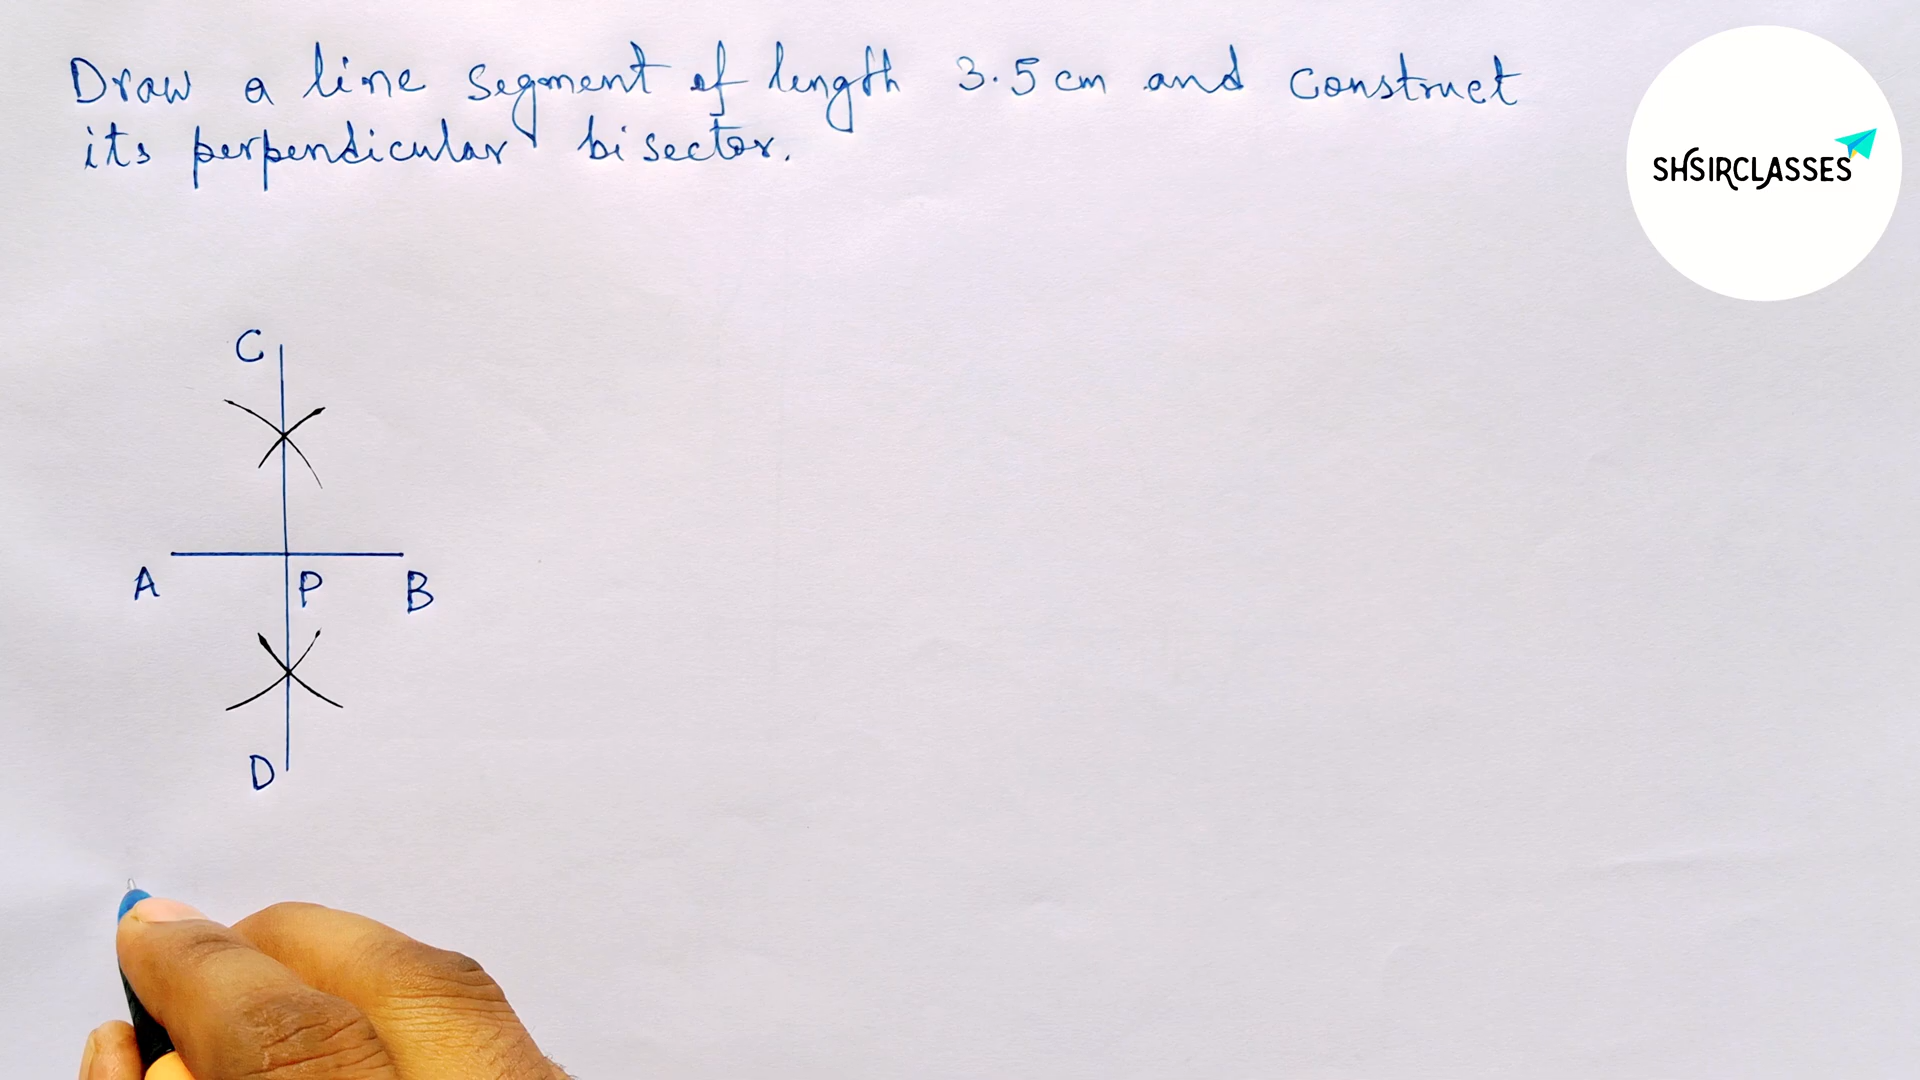 Draw a line segment of length 3.5 cm and construct
its perpendicular bisector.
SHSIRCLASSES
C
A P B
D